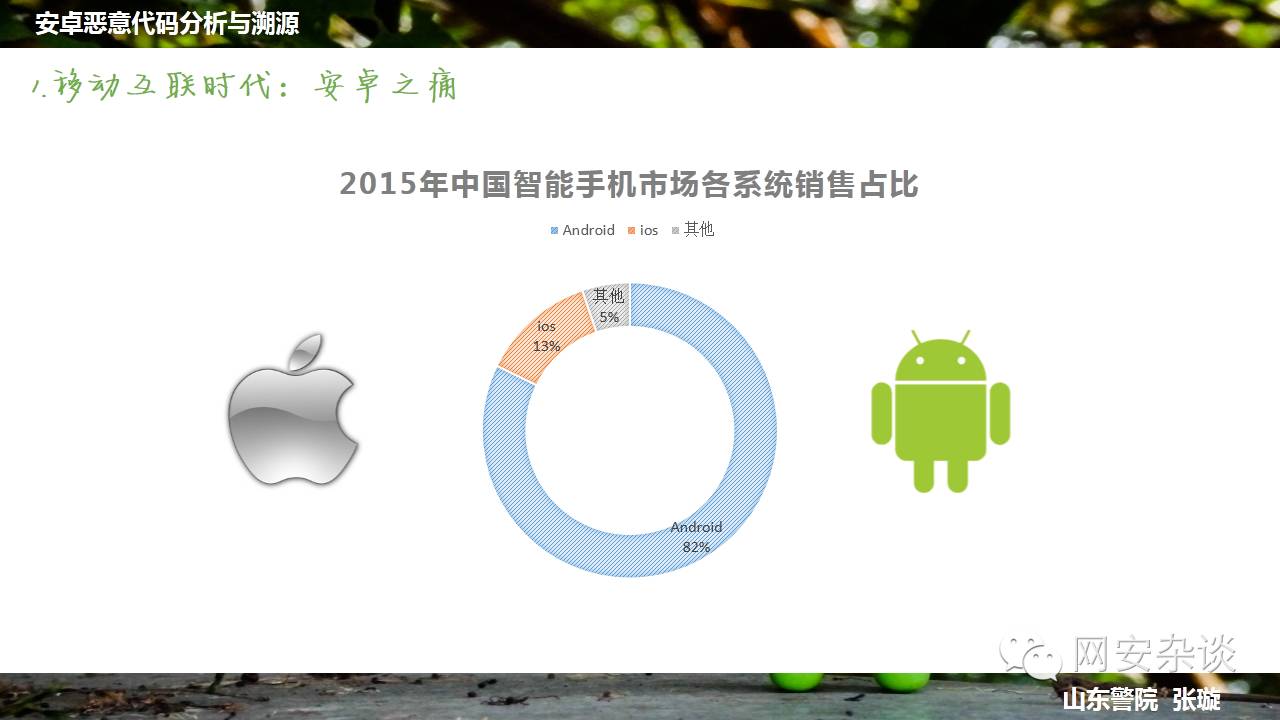 安卓恶意代码分析与溯源
1.移动互联时代：安卓之痛
2015年中国智能手机市场各系统销售占比
Android ios 其他
其他
5%
ios
13%
Android
82%
网安杂谈
山东警院 张璇